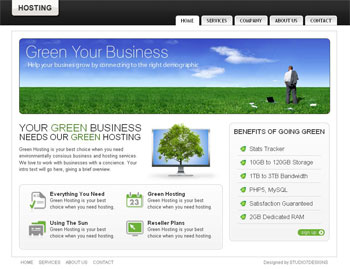 HOSTING
HOME SERVICES COMPANY ABOUT US CONTACT
Green Your Business
Help your business grow by connecting to the right demographic
YOUR GREEN BUSINESS
NEEDS OUR GREEN HOSTING
Green Hosting is your best choice when you need
environmentally consious business and hosting services.
We love to work with businesses with a concience. Your
intro text will go here, giving a brief overview.
BENEFITS OF GOING GREEN
Stats Tracker
10GB to 120GB Storage
1TB to 3TB Bandwidth
PHP5, MySQL
Satisfaction Guaranteed
2GB Dedicated RAM
sign up
Everything You Need
Green Hosting is your best
choice when you need hosting.
Green Hosting
Green Hosting is your best
choice when you need hosting.
Using The Sun
Green Hosting is your best
choice when you need hosting.
Reseller Plans
Green Hosting is your best
choice when you need hosting.
HOME SERVICES ABOUT US CONTACT
Designed by STUDIO7DESIGNS